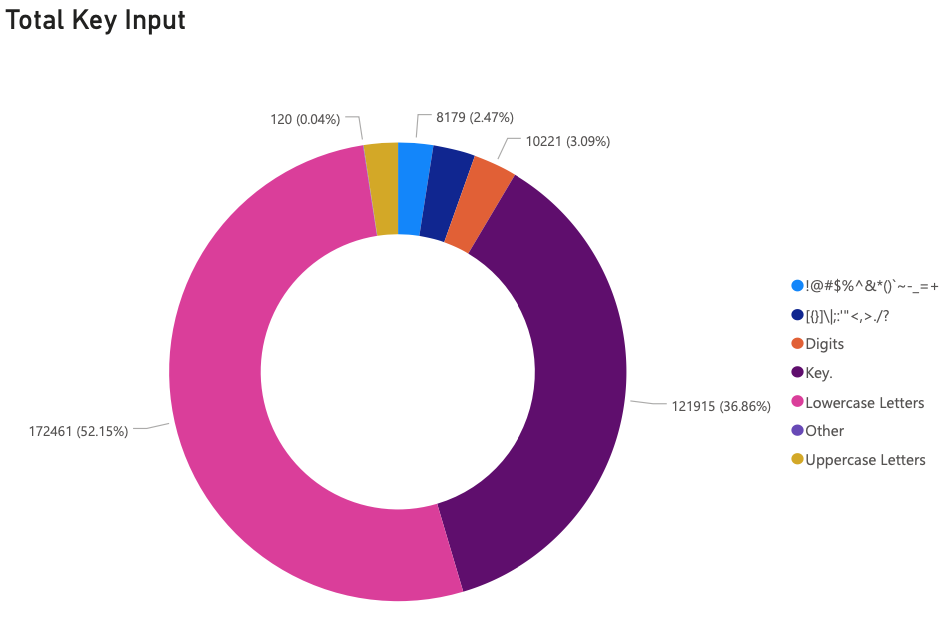 Total Key Input
120 (0.04%)
8179 (2.47%)
10221 (3.09%)
!@#$%^&*()`~-_=+
[{}]\|;:'"<,>./?
Digits
Key.
Lowercase Letters
Other
Uppercase Letters
121915 (36.86%)
172461 (52.15%)